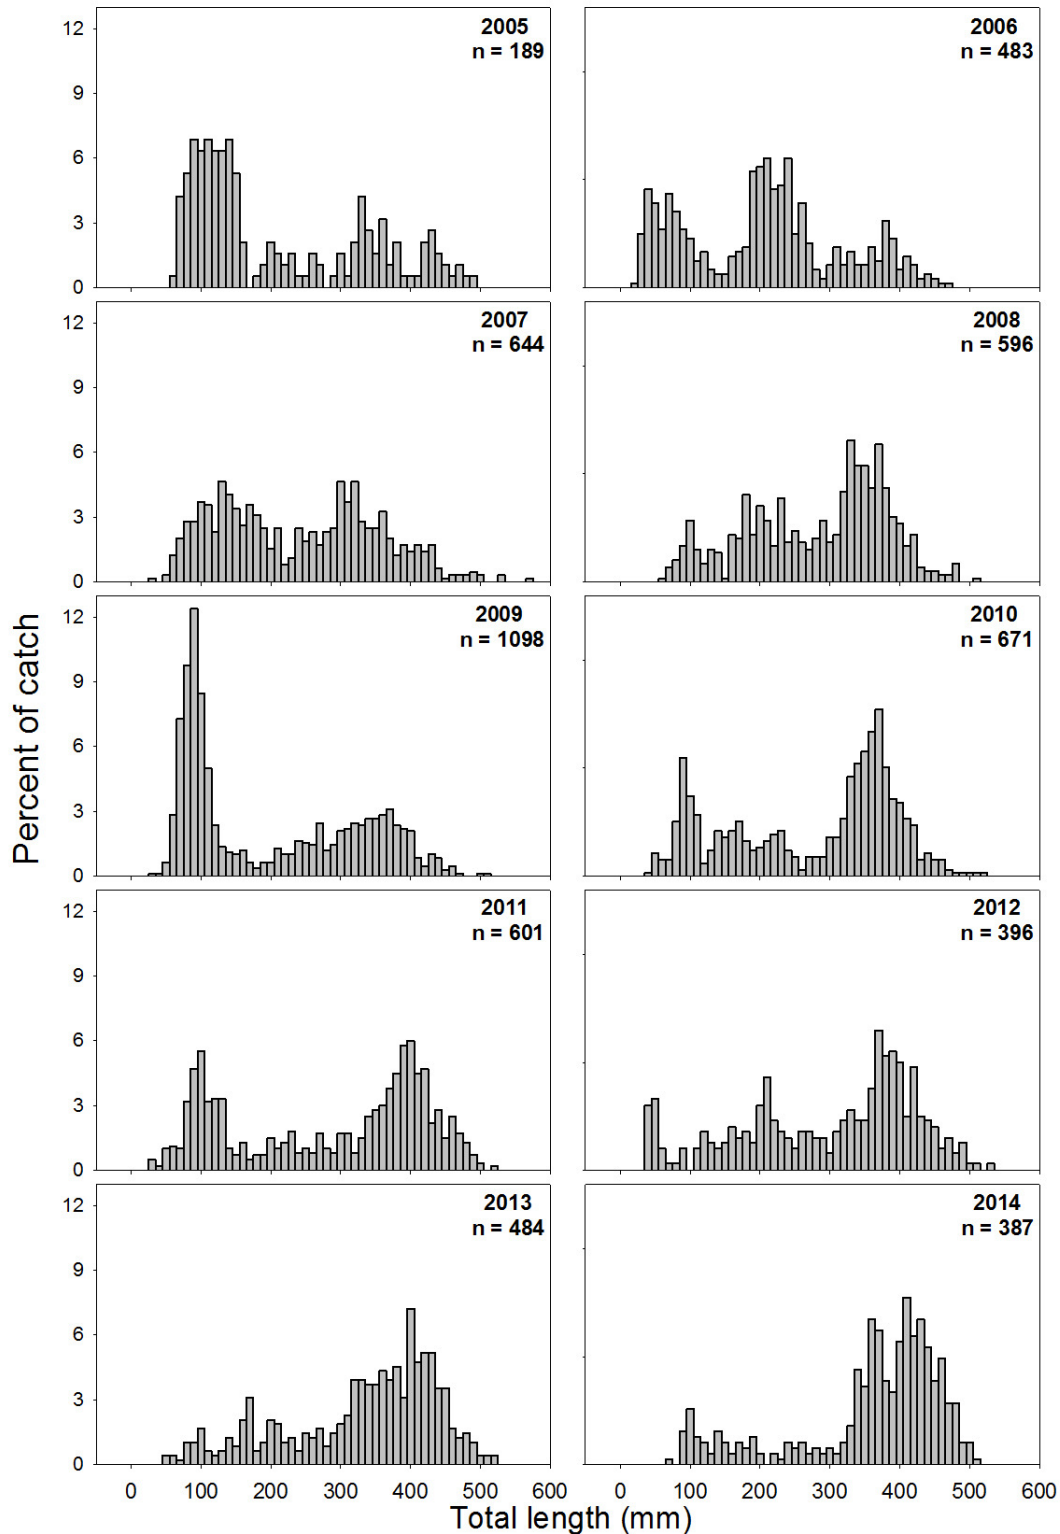 2005
n = 189
2006
n = 483
12
9
6
3
0
2007
n = 644
2008
n = 596
12
9
6
3
0
2009
n = 1098
2010
n = 671
12
9
6
3
0
2011
n = 601
2012
n = 396
12
9
6
3
0
2013
n = 484
2014
n = 387
12
9
6
3
0
0 100 200 300 400 500 600 0 100 200 300 400 500 600
Percent of catch
Total length (mm)